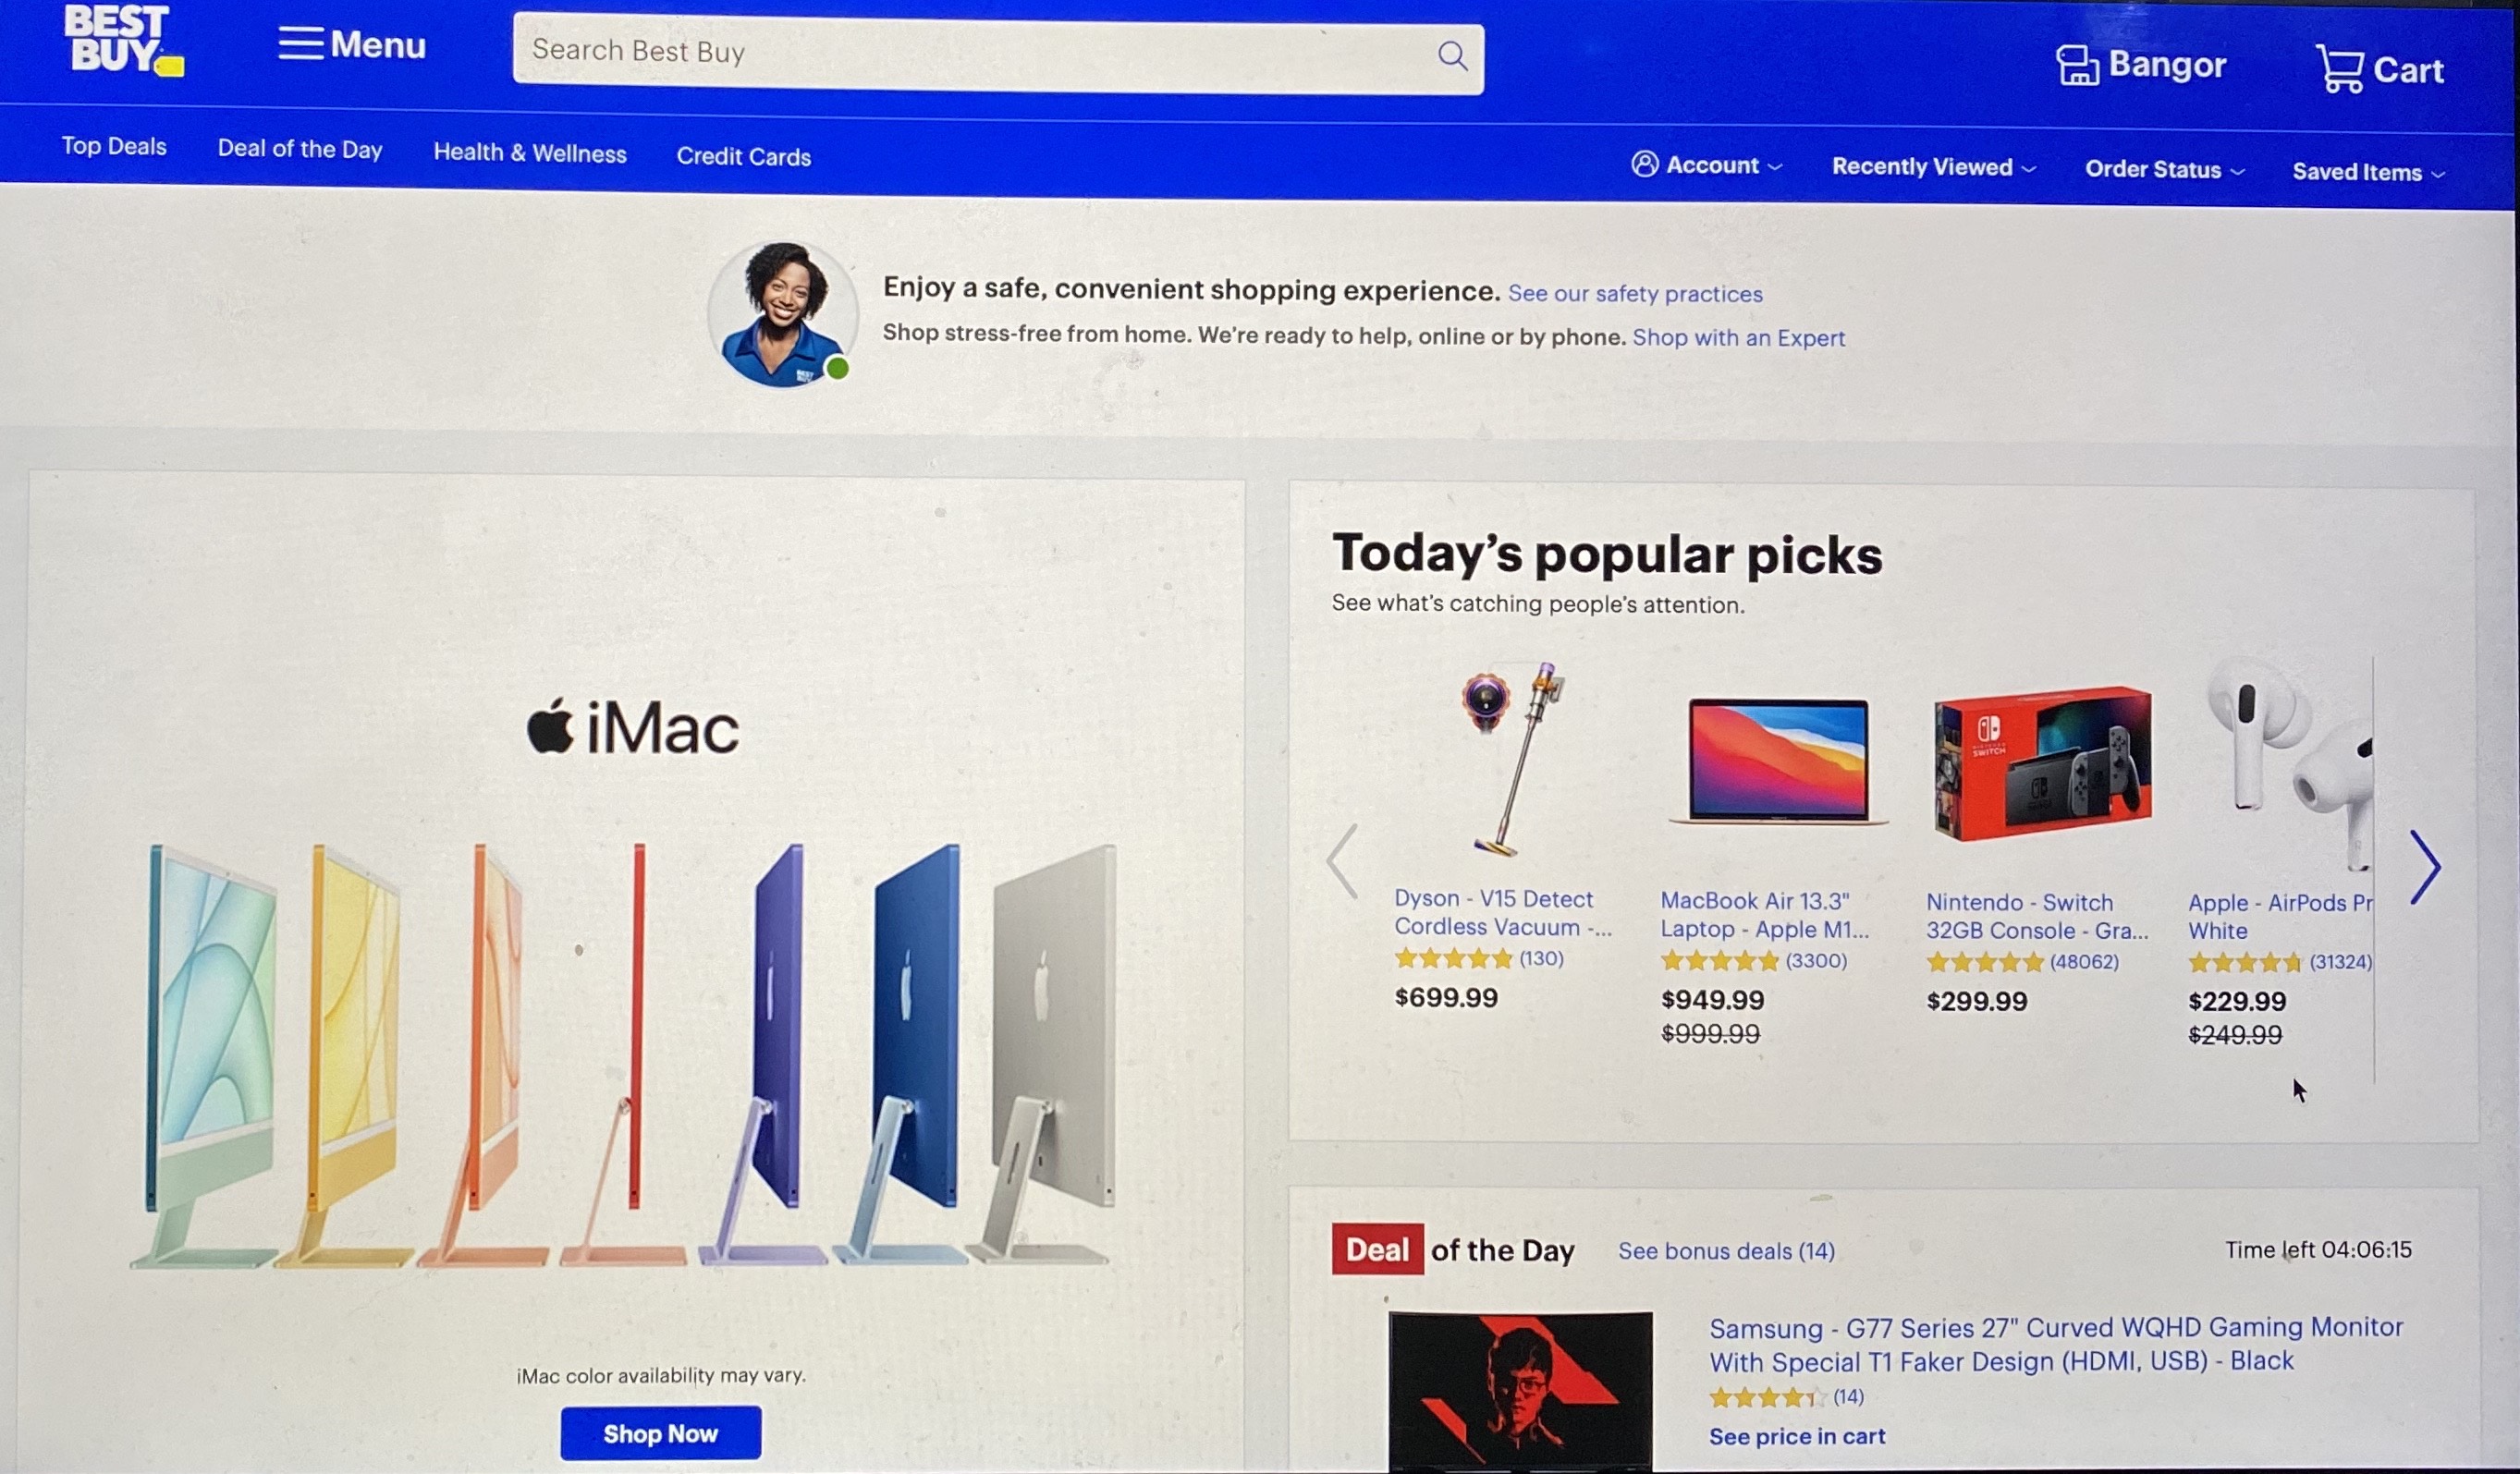 BEST
BUY
Menu
Search Best Buy
Bangor
Cart
Top Deals
Deal of the Day
Health & Wellness
Credit Cards
Account
Recently Viewed
Order Status
Saved Items
Enjoy a safe, convenient shopping experience. See our safety practices
Shop stress-free from home. We're ready to help, online or by phone. Shop with an Expert
BEST
BUY
iMac
iMac color availability may vary.
Shop Now
Today's popular picks
See what's catching people's attention.
Dyson - V15 Detect
Cordless Vacuum -...
(130)
$699.99
MacBook Air 13.3"
Laptop - Apple M1...
(3300)
$949.99
$999.99
NINTENDO
SWITCH
Nintendo - Switch
32GB Console - Gra...
(48062)
$299.99
Apple - AirPods Pr
White
(31324)
$229.99
$249.99
Deal of the Day
See bonus deals (14)
Time left 04:06:15
Samsung - G77 Series 27" Curved WQHD Gaming Monitor
With Special T1 Faker Design (HDMI, USB) - Black
(14)
See price in cart